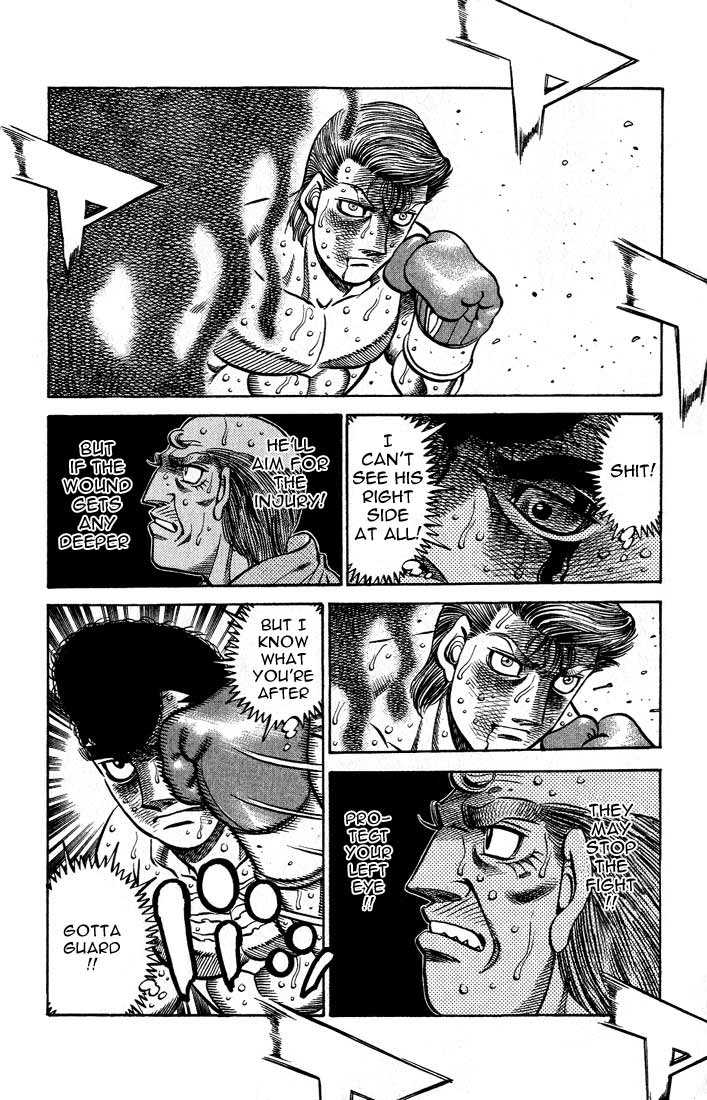 SHIT!
I
CAN'T
SEE HIS
RIGHT
SIDE
AT ALL!
HE'LL
AIM FOR
THE
INJURY!
BUT
IF THE
WOUND
GETS
ANY
DEEPER
THEY
MAY
STOP
THE
FIGHT
!!
PRO-
TECT
YOUR
LEFT
EYE
!!
BUT I
KNOW
WHAT
YOU'RE
AFTER
GOTTA
GUARD
!!